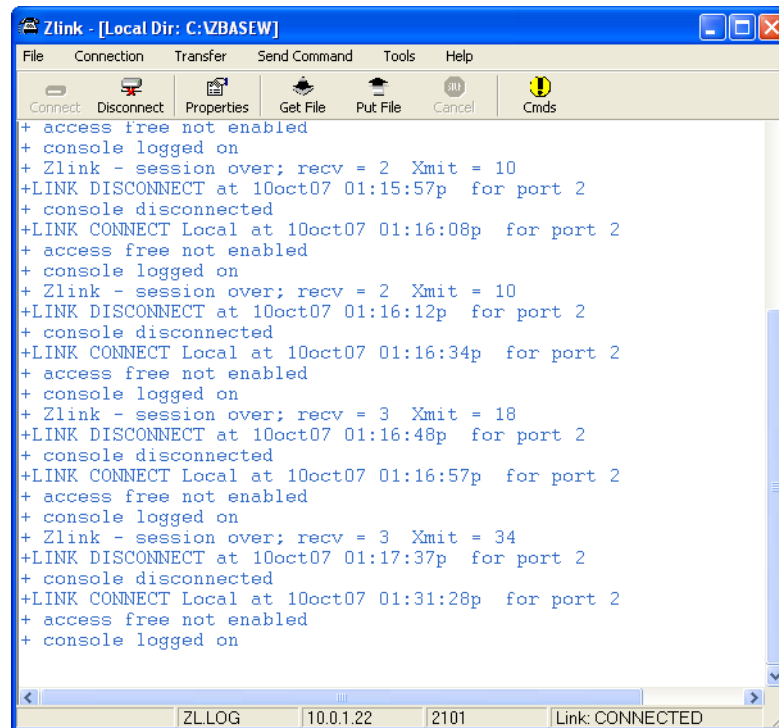 Zlink - [Local Dir: C:\ZBASEW]
File Connection Transfer Send Command Tools Help
Connect Disconnect Properties Get File Put File Cancel Cmds
+ access free not enabled
+ console logged on
+ Zlink - session over; recv = 2 Xmit = 10
+LINK DISCONNECT at 10oct07 01:15:57p for port 2
+ console disconnected
+LINK CONNECT Local at 10oct07 01:16:08p for port 2
+ access free not enabled
+ console logged on
+ Zlink - session over; recv = 2 Xmit = 10
+LINK DISCONNECT at 10oct07 01:16:12p for port 2
+ console disconnected
+LINK CONNECT Local at 10oct07 01:16:34p for port 2
+ access free not enabled
+ console logged on
+ Zlink - session over; recv = 3 Xmit = 18
+LINK DISCONNECT at 10oct07 01:16:48p for port 2
+ console disconnected
+LINK CONNECT Local at 10oct07 01:16:57p for port 2
+ access free not enabled
+ console logged on
+ Zlink - session over; recv = 3 Xmit = 34
+LINK DISCONNECT at 10oct07 01:17:37p for port 2
+ console disconnected
+LINK CONNECT Local at 10oct07 01:31:28p for port 2
+ access free not enabled
+ console logged on
ZL.LOG 10.0.1.22 2101 Link: CONNECTED